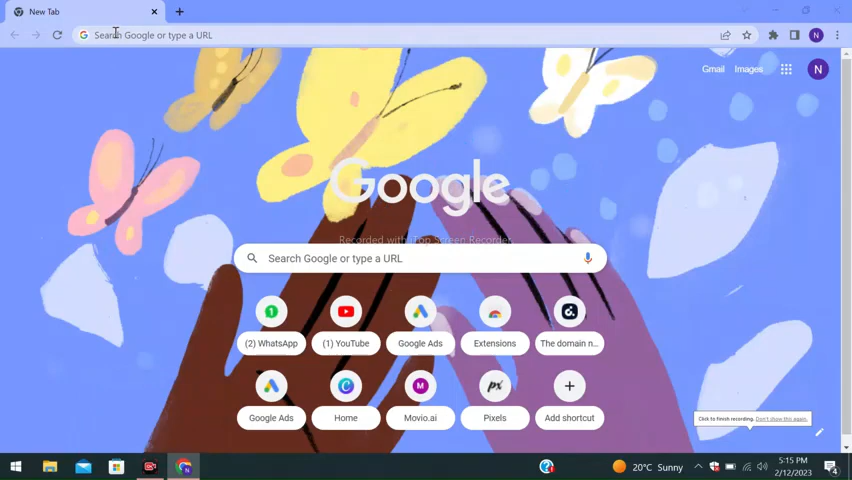 New Tab
Search Google or type a URL
N
Gmail Images N
Google
Recorded with iTop Screen Recorder
Search Google or type a URL
(2) WhatsApp (1) YouTube Google Ads Extensions The domain n...
M px
Google Ads Home Movio.ai Pixels Add shortcut
Click to finish recording. Don't show this again.
20°C Sunny
5:15 PM
2/12/2023
4